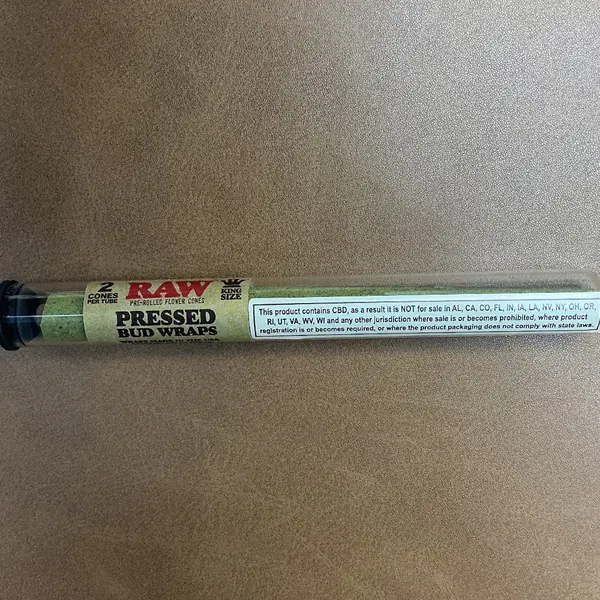 2
CONES
PER TUBE
RAW
PRE-ROLLED FLOWER CONES
KING
SIZE
PRESSED
BUD WRAPS
This product contains CBD, as a result it is NOT for sale in AL, CA, CO, FL, IN, IA, LA, NV, NY, OH, OR,
RI, UT, VA, WV, WI and any other jurisdiction where sale is or becomes prohibited, where product
registration is or becomes required, or where the product packaging does not comply with state laws.